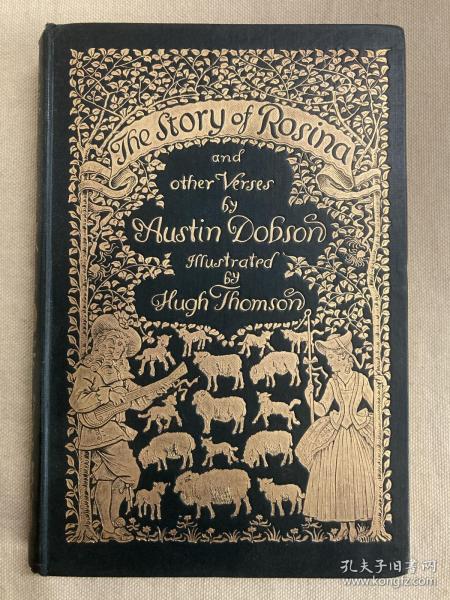 The Story of Rosina
and
other Verses
by
Austin Dobson
Illustrated
by
Hugh Thomson
孔夫子旧书网
www.kongfz.com